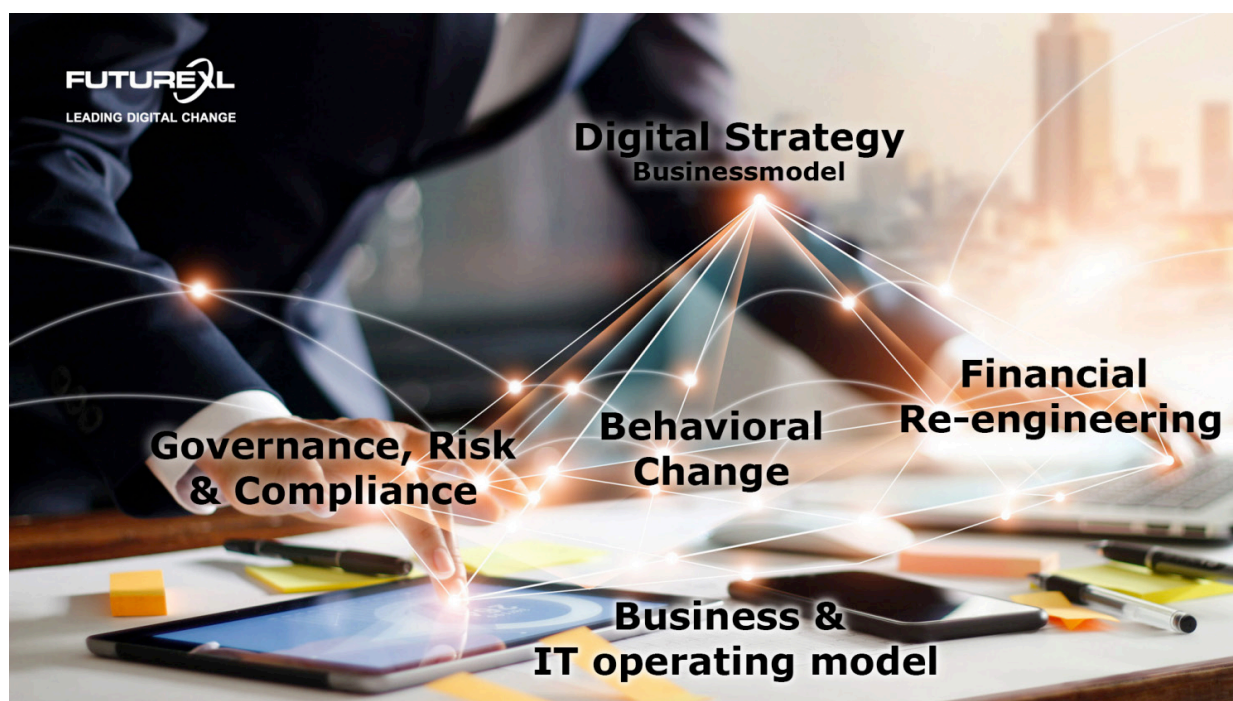 FUTUREXL
LEADING DIGITAL CHANGE
Digital Strategy
Businessmodel
Financial
Re-engineering
Behavioral
Change
Governance, Risk
& Compliance
Business &
IT operating model